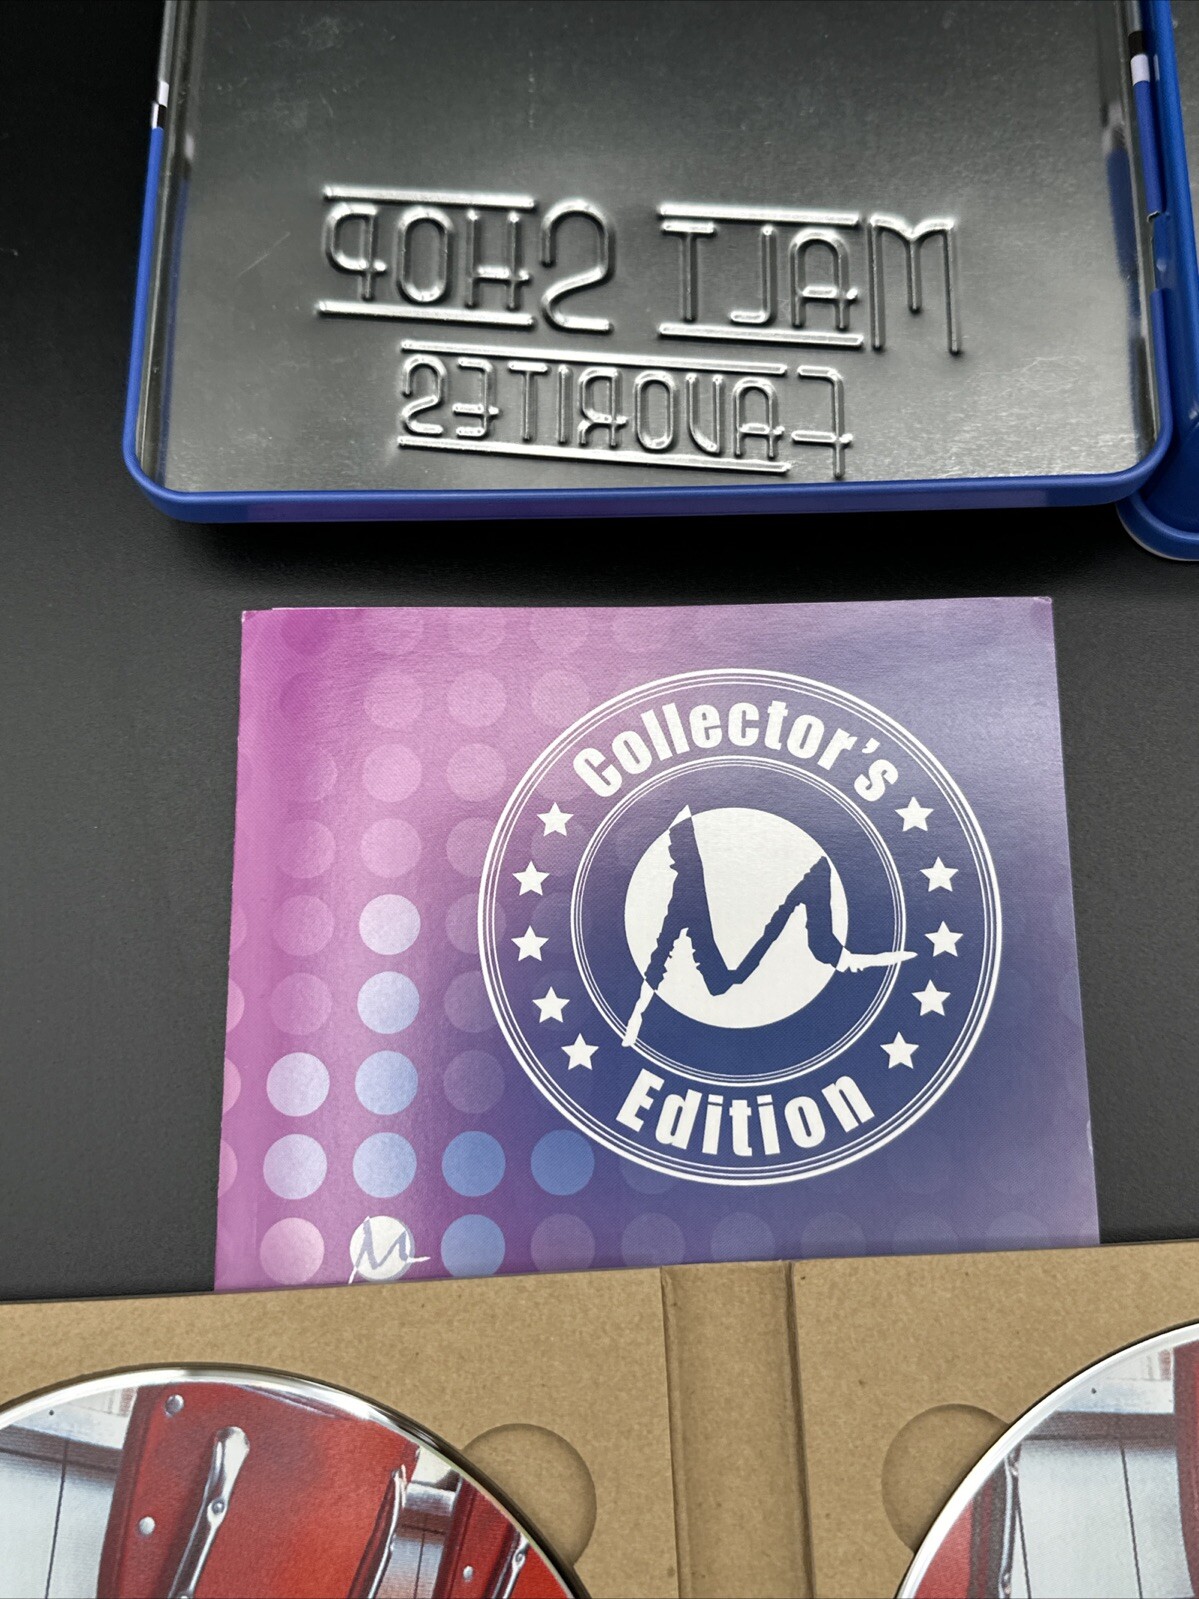 MALT SHOP
FAVORITES
Collector's
M
Edition
M